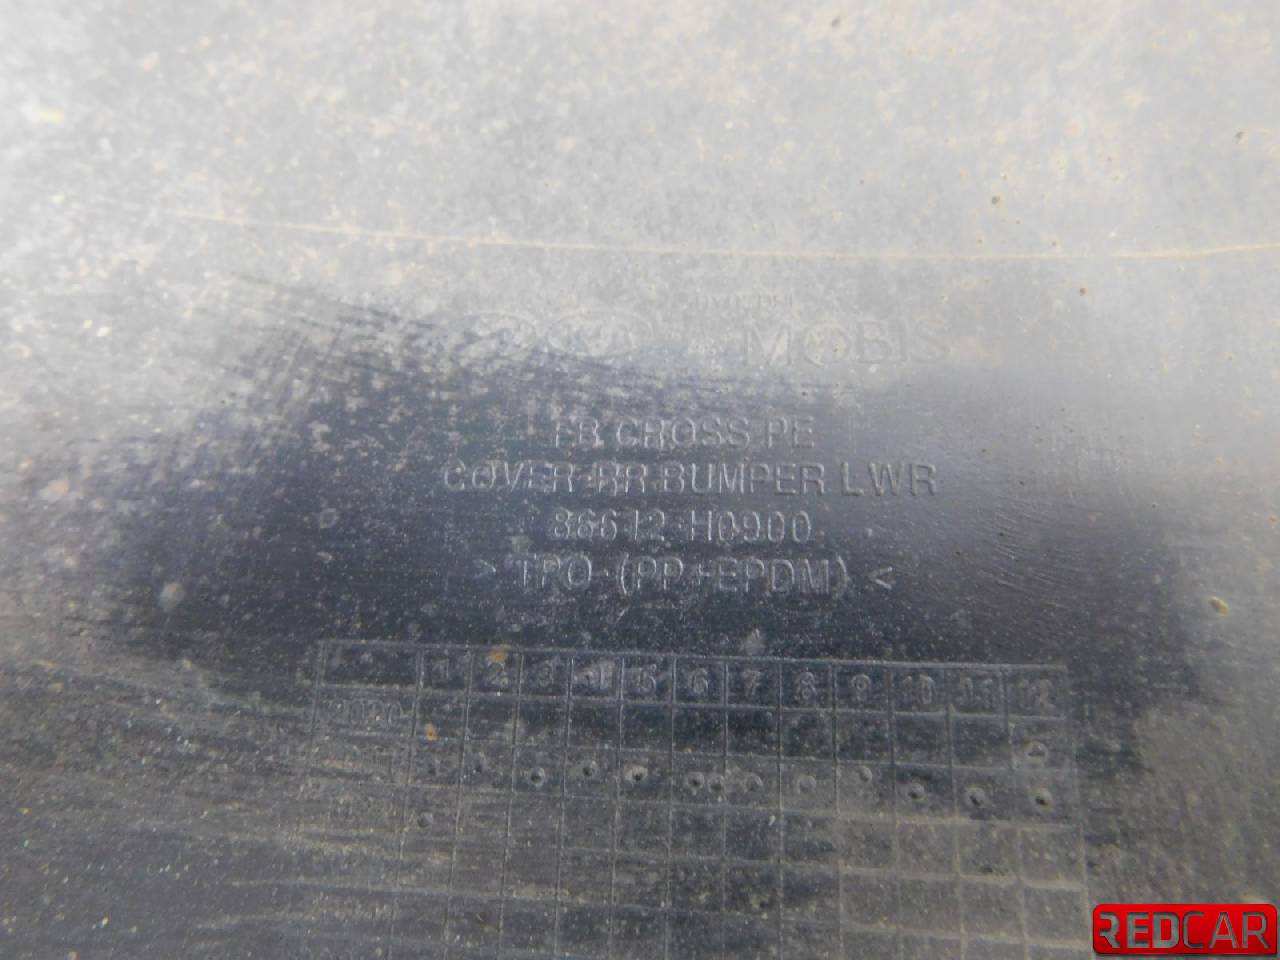 MOBIS
FB CROSS PE
COVER-RR BUMPER LWR
86612-H0900
> TPO-(PP+EPDM) <
1 2 3 4 5 6 7 8 9 10 11 12
2020
REDCAR